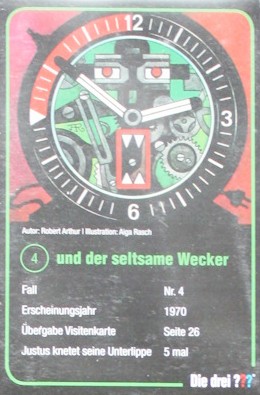 12
3
6
Autor: Robert Arthur I Illustration: Aiga Rasch
4 und der seltsame Wecker
Fall Nr. 4
Erscheinungsjahr 1970
Übergabe Visitenkarte Seite 26
Justus knetet seine Unterlippe 5 mal
Die drei ???